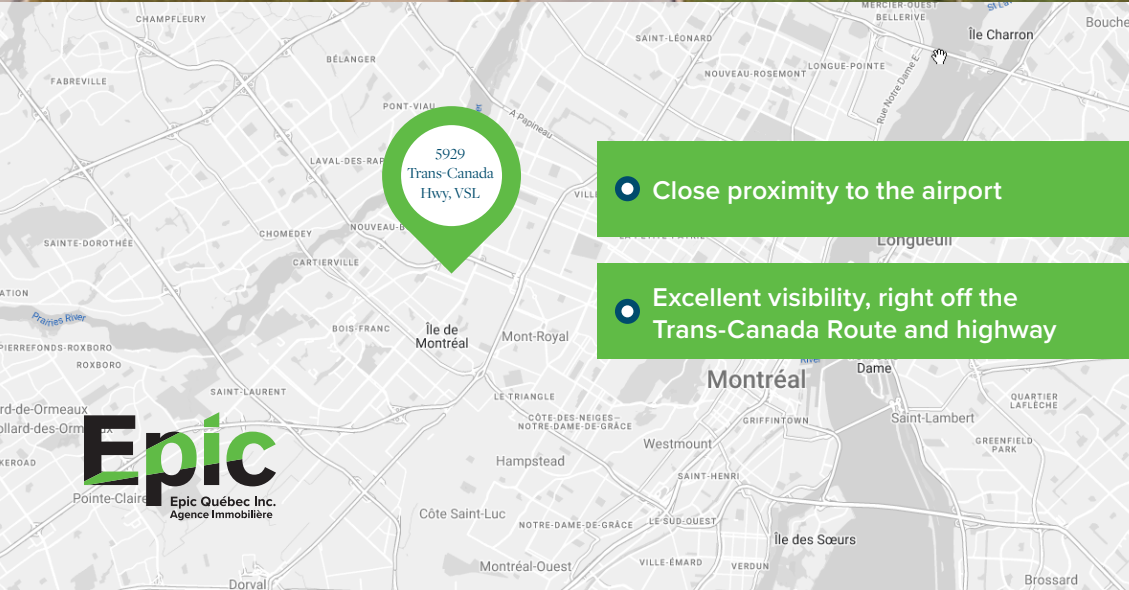 CHAMPFLEURY
MERCIER-OUEST
BELLERIVE
Île Charron
SAINT-LÉONARD
BÉLANGER
LONGUE-POINTE
NOUVEAU-ROSEMONT
FABREVILLE
Rue Notre Dame E
PONT-VIAU
A Papineau
5929
Trans-Canada
Hwy, VSL
Close proximity to the airport
SAINTE-DOROTHÉE
CHOMEDEY
Longueuil
CARTIERVILLE
Excellent visibility, right off the
Trans-Canada Route and highway
Prairies River
BOIS-FRANC
Île de
Montréal
Mont-Royal
PIERREFONDS-ROXBORO
ROXBORO
River
Dame
Montréal
SAINT-LAURENT
LE TRIANGLE
QUARTIER
LAFLÈCHE
CÔTE-DES-NEIGES–
NOTRE-DAME-DE-GRÂCE
GRIFFINTOWN
Saint-Lambert
Westmount
GREENFIELD
PARK
Epic
Epic Québec Inc.
Agence Immobilière
Hampstead
SAINT-HENRI
Pointe-Claire
Côte Saint-Luc
NOTRE-DAME-DE-GRÂCE
LE SUD-OUEST
Île des Sœurs
Montréal-Ouest
VILLE-ÉMARD
VERDUN
Dorval
Brossard